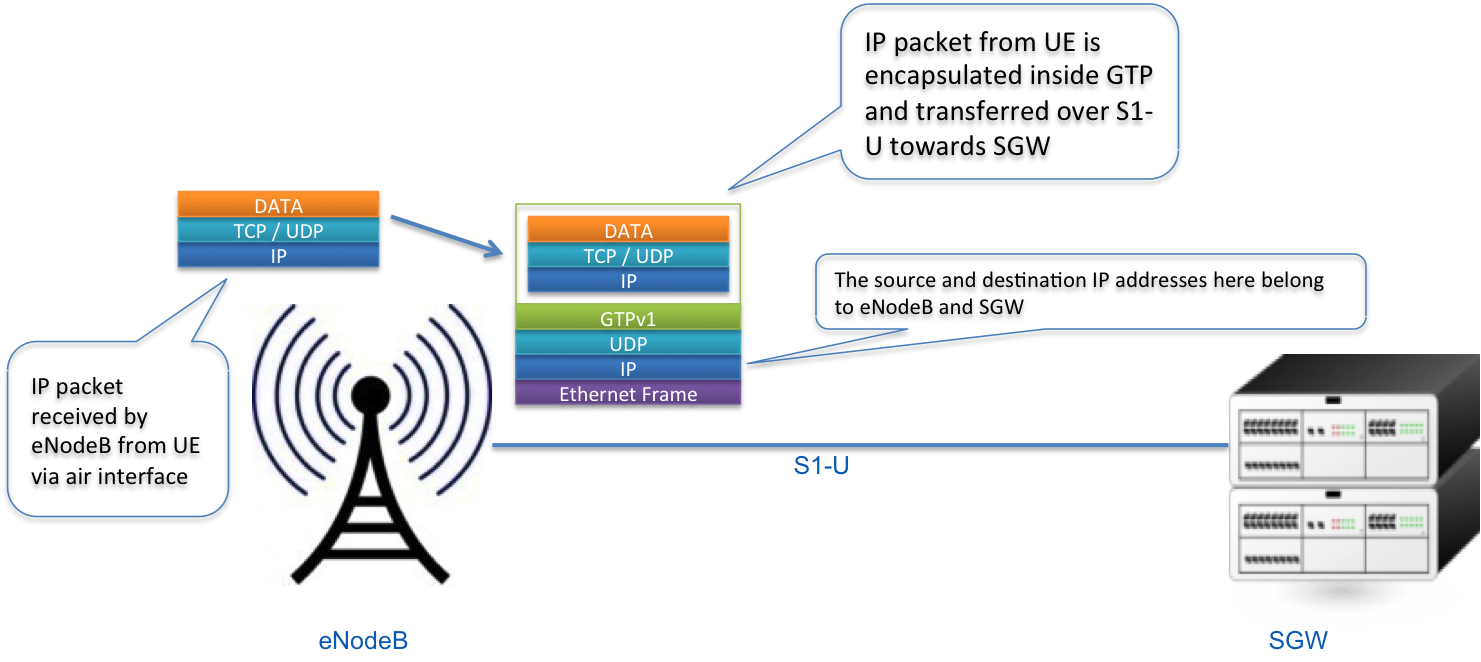 IP packet from UE is
encapsulated inside GTP
and transferred over S1-
U towards SGW
DATA
TCP / UDP
IP
DATA
TCP / UDP
IP
GTPv1
UDP
IP
Ethernet Frame
The source and destination IP addresses here belong
to eNodeB and SGW
IP packet
received by
eNodeB from UE
via air interface
S1-U
eNodeB
SGW